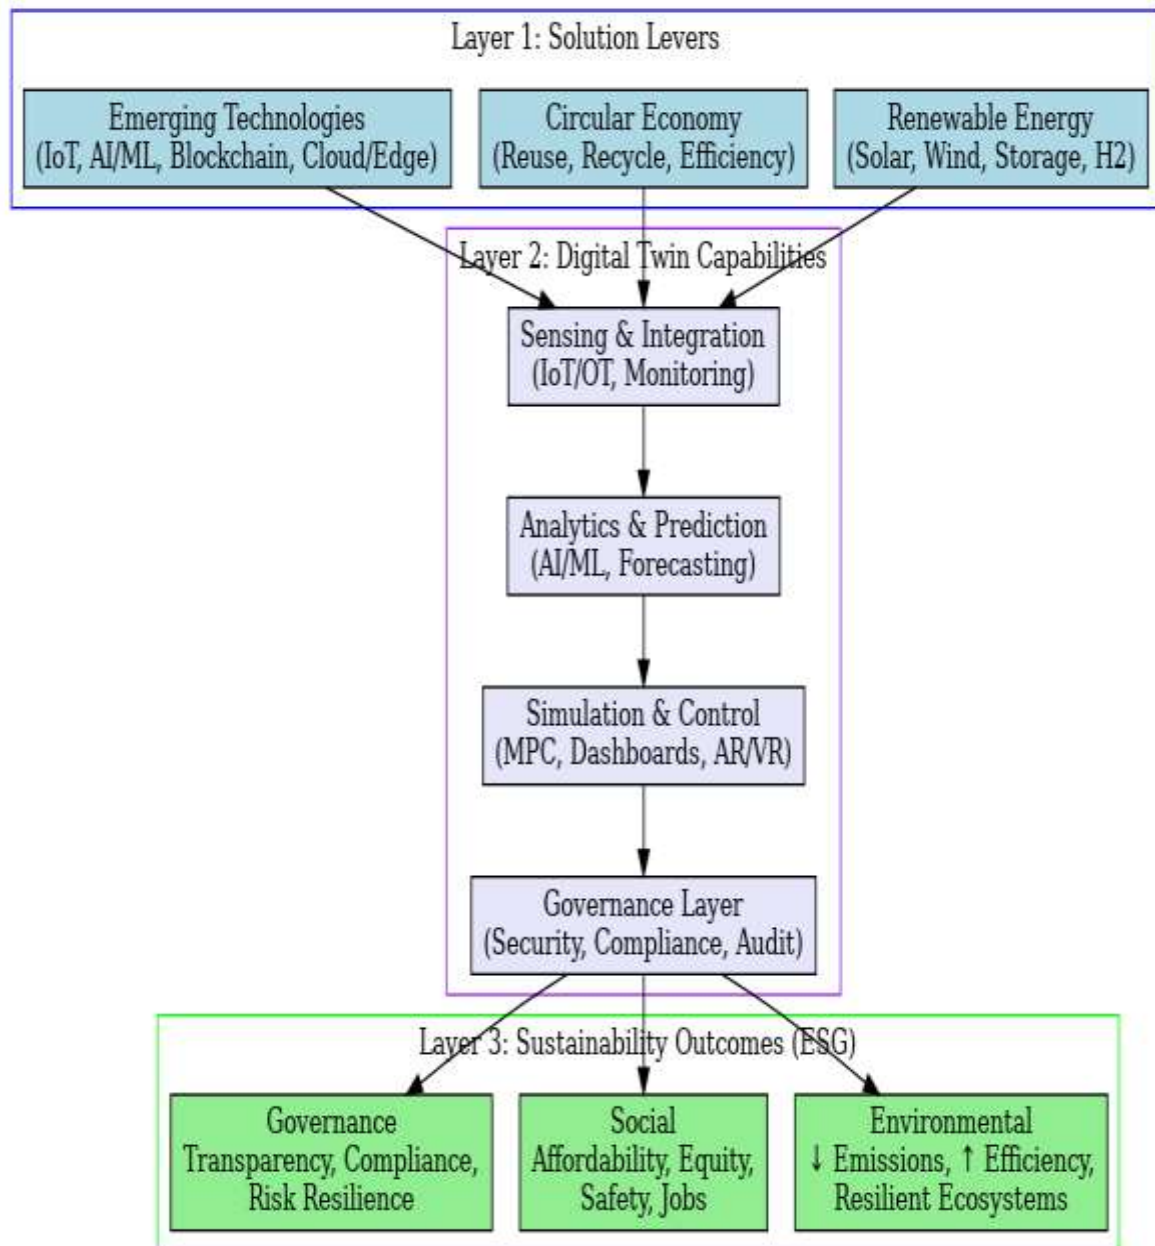 Layer 1: Solution Levers
Emerging Technologies
(IoT, AI/ML, Blockchain, Cloud/Edge)
Circular Economy
(Reuse, Recycle, Efficiency)
Renewable Energy
(Solar, Wind, Storage, H2)
Layer 2: Digital Twin Capabilities
Sensing & Integration
(IoT/OT, Monitoring)
Analytics & Prediction
(AI/ML, Forecasting)
Simulation & Control
(MPC, Dashboards, AR/VR)
Governance Layer
(Security, Compliance, Audit)
Layer 3: Sustainability Outcomes (ESG)
Governance
Transparency, Compliance,
Risk Resilience
Social
Affordability, Equity,
Safety, Jobs
Environmental
↓ Emissions, ↑ Efficiency,
Resilient Ecosystems